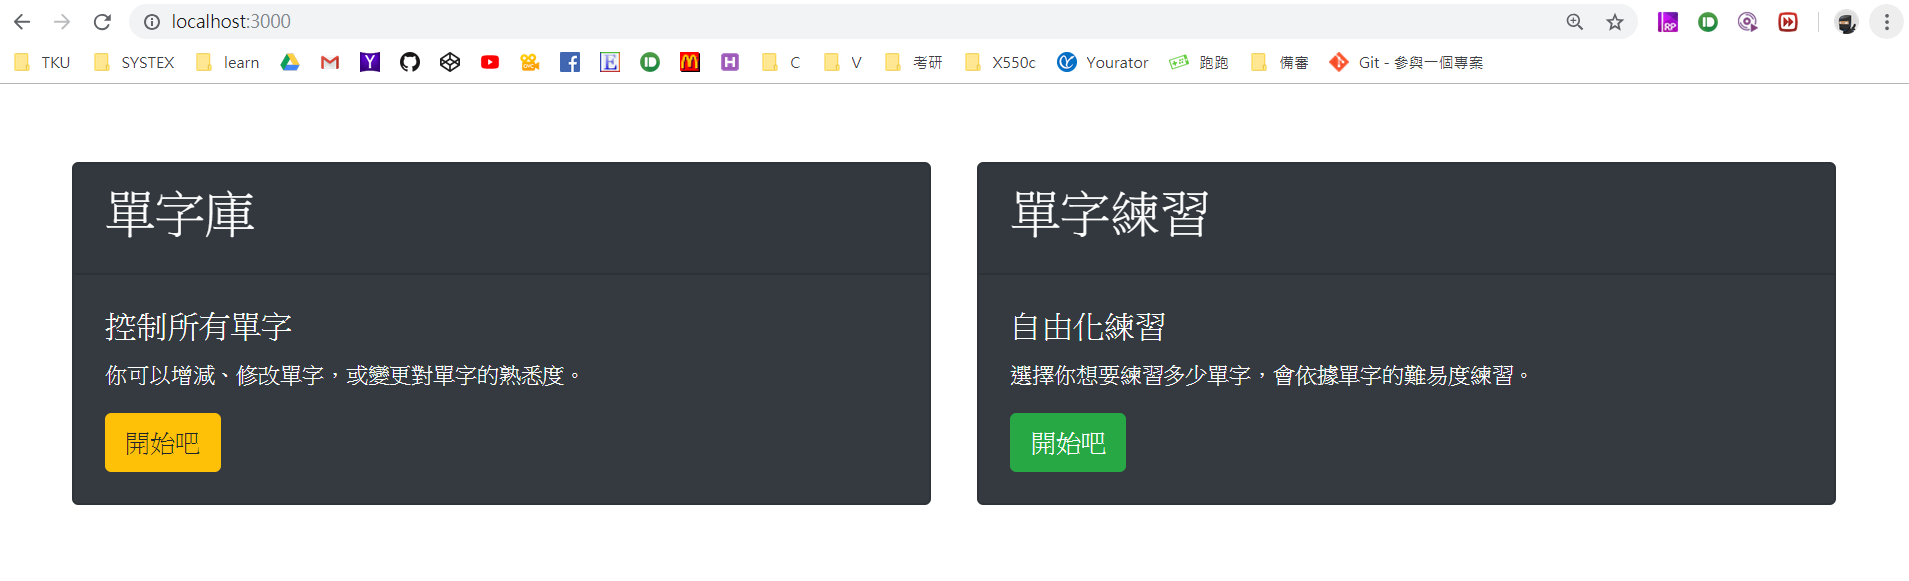 localhost:3000
TKU SYSTEX learn C V 考研 X550c Yourator 跑跑 備審 Git - 參與一個專案
單字庫
控制所有單字
你可以增減、修改單字，或變更對單字的熟悉度。
開始吧
單字練習
自由化練習
選擇你想要練習多少單字，會依據單字的難易度練習。
開始吧